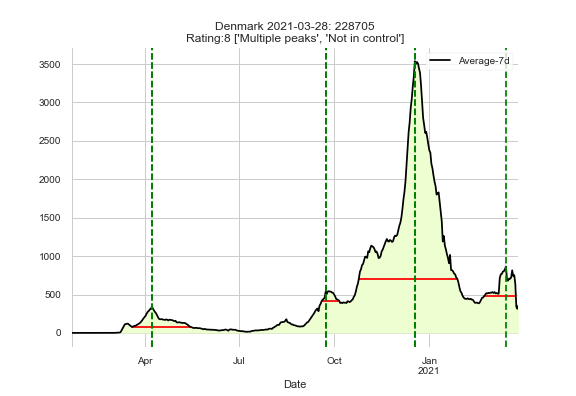 Denmark 2021-03-28: 228705
Rating:8 ['Multiple peaks', 'Not in control']
Average-7d
3500
3000
2500
2000
1500
1000
500
0
Apr
Jul
Oct
Jan
2021
Date